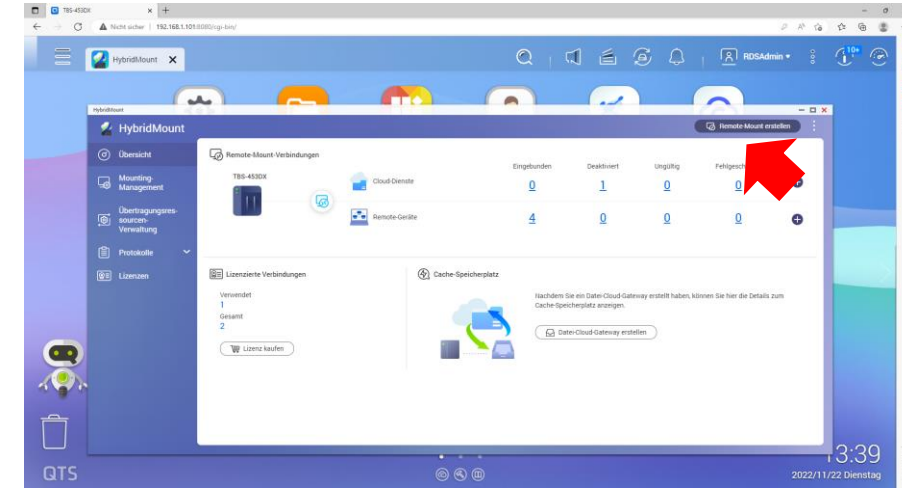 TBS-453DX
Nicht sicher | 192.168.1.101:8080/cgi-bin/
HybridMount
RDSAdmin
10+
HybridMount
HybridMount
Remote-Mount erstellen
Übersicht
Mounting-
Management
Übertragungsres-
sourcen-
Verwaltung
Protokolle
Lizenzen
Remote-Mount-Verbindungen
TBS-453DX
Eingebunden
Deaktiviert
Ungültig
Cloud-Dienste
0
1
0
0
Remote-Geräte
4
0
0
0
Lizenzierte Verbindungen
Verwendet
1
Gesamt
2
Lizenz kaufen
Cache-Speicherplatz
Nachdem Sie ein Datei-Cloud-Gateway erstellt haben, können Sie hier die Details zum
Cache-Speicherplatz anzeigen.
Datei-Cloud-Gateway erstellen
QTS
13:39
2022/11/22 Dienstag